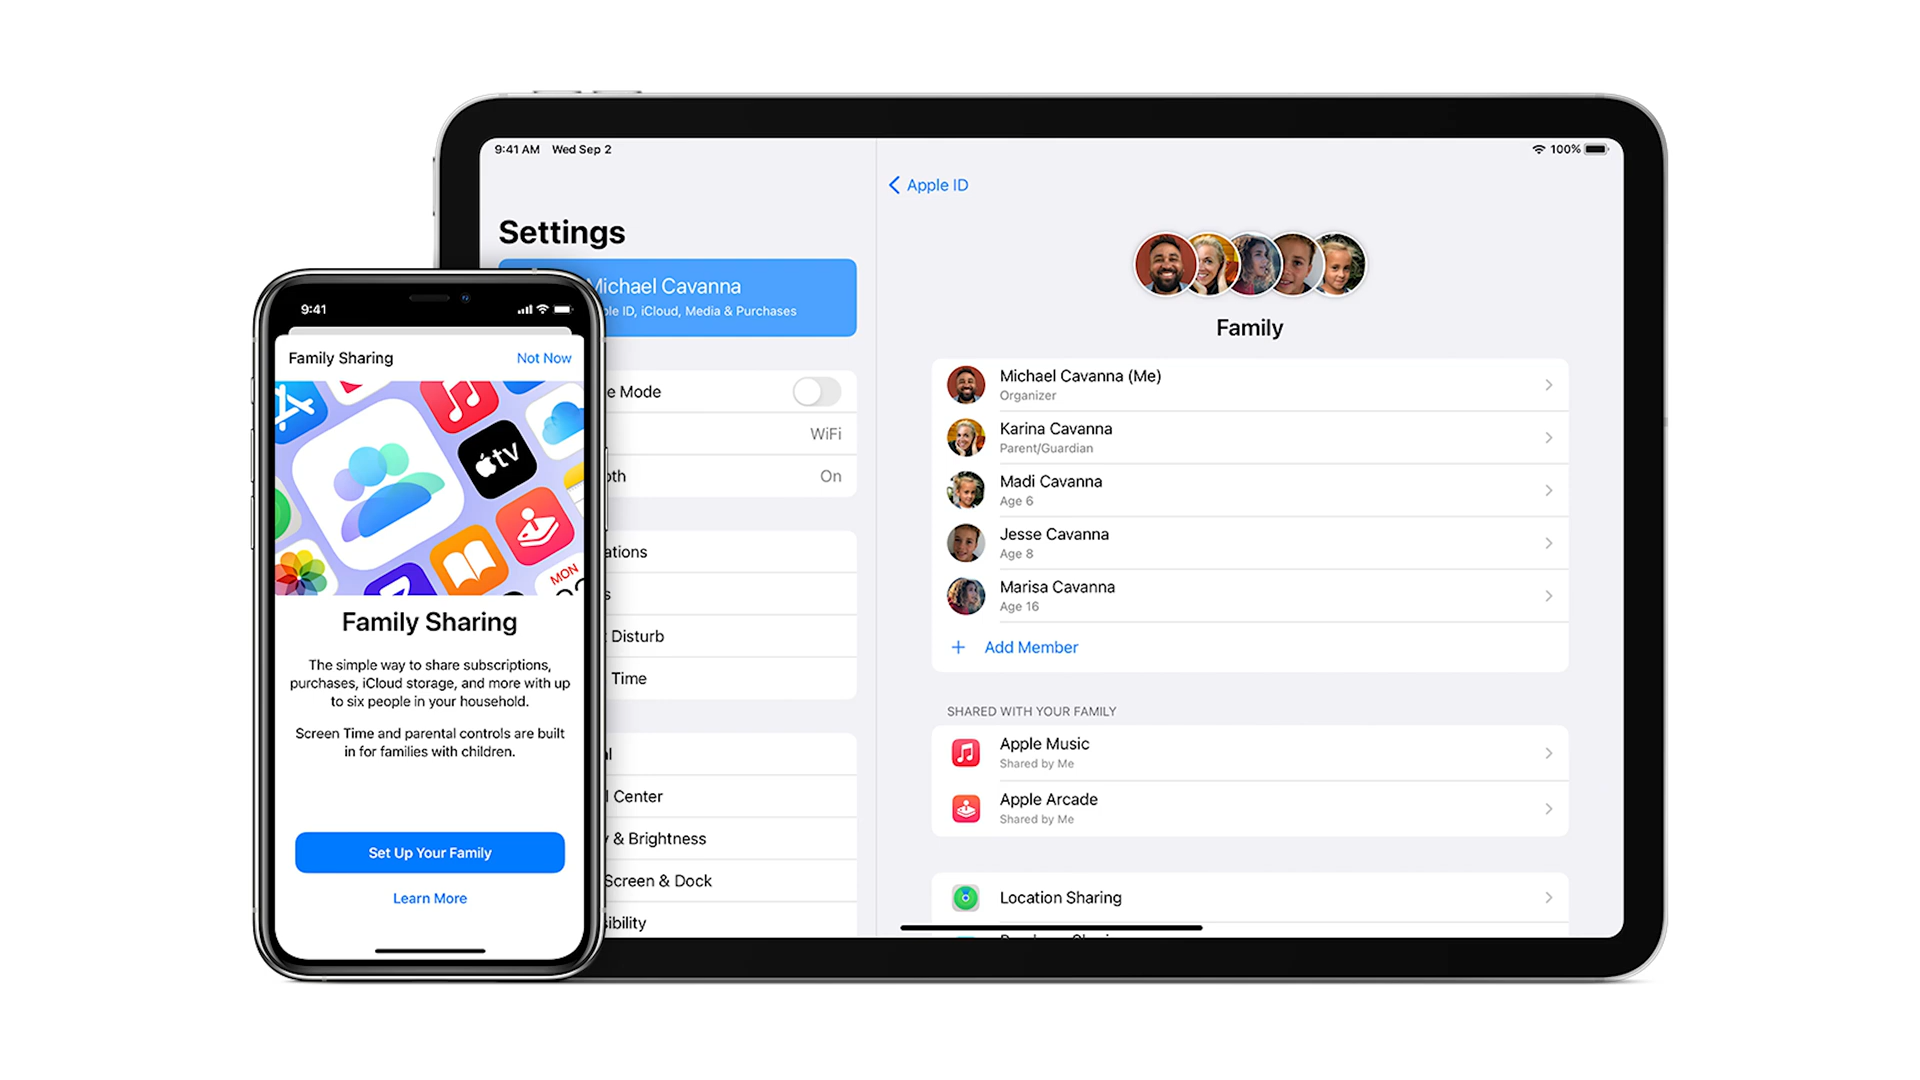 9:41 AM Wed Sep 2
100%
Settings
Michael Cavanna
ID, iCloud, Media & Purchases
Mode
WiFi
On
Disturb
Time
Center
& Brightness
Screen & Dock
Apple ID
Family
Michael Cavanna (Me)
Organizer
Karina Cavanna
Parent/Guardian
Madi Cavanna
Age 6
Jesse Cavanna
Age 8
Marisa Cavanna
Age 16
+ Add Member
SHARED WITH YOUR FAMILY
Apple Music
Shared by Me
Apple Arcade
Shared by Me
Location Sharing
9:41
Family Sharing
Not Now
tv
MON
Family Sharing
The simple way to share subscriptions,
purchases, iCloud storage, and more with up
to six people in your household.
Screen Time and parental controls are built
in for families with children.
Set Up Your Family
Learn More